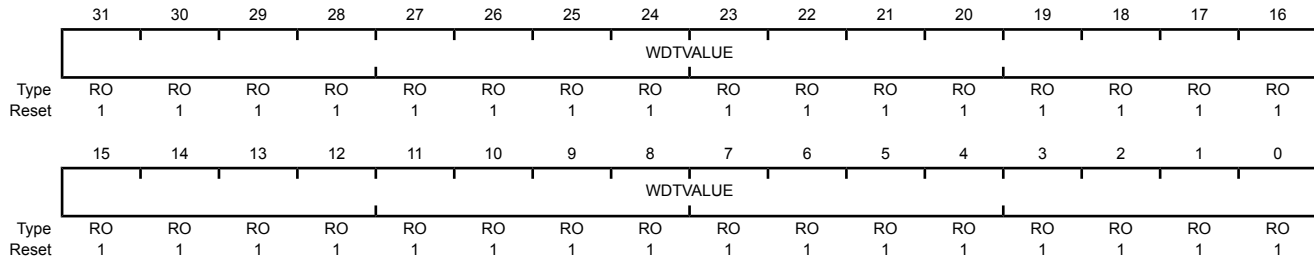 31 30 29 28 27 26 25 24 23 22 21 20 19 18 17 16
WDTVALUE
Type RO RO RO RO RO RO RO RO RO RO RO RO RO RO RO RO
Reset 1 1 1 1 1 1 1 1 1 1 1 1 1 1 1 1
15 14 13 12 11 10 9 8 7 6 5 4 3 2 1 0
WDTVALUE
Type RO RO RO RO RO RO RO RO RO RO RO RO RO RO RO RO
Reset 1 1 1 1 1 1 1 1 1 1 1 1 1 1 1 1